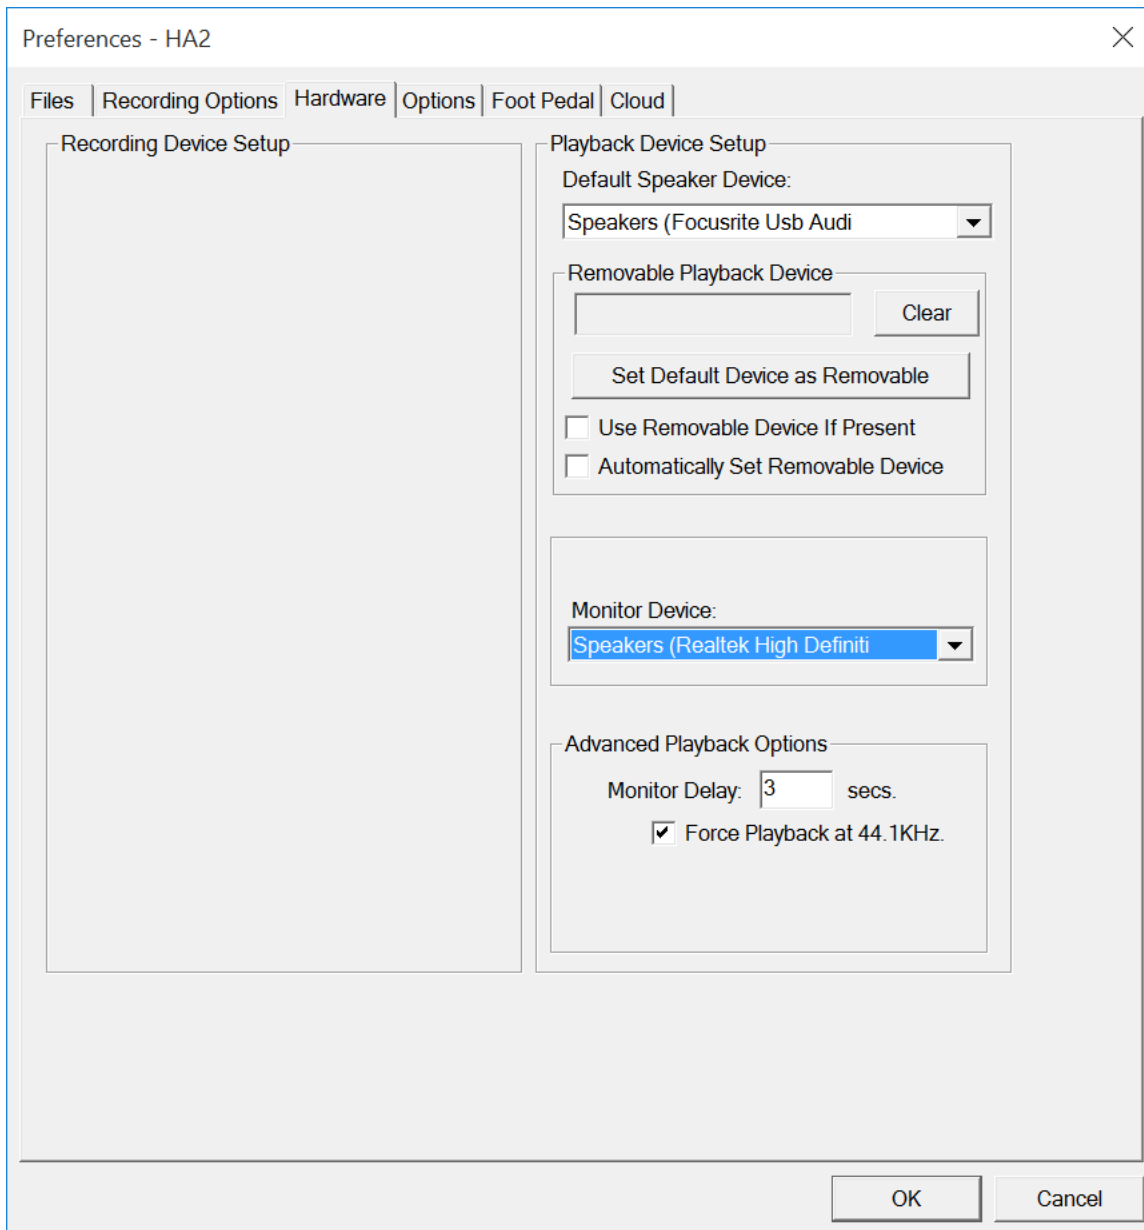 Preferences - HA2
Files Recording Options Hardware Options Foot Pedal Cloud
Recording Device Setup
Playback Device Setup
Default Speaker Device:
Speakers (Focusrite Usb Audi
Removable Playback Device
Clear
Set Default Device as Removable
Use Removable Device If Present
Automatically Set Removable Device
Monitor Device:
Speakers (Realtek High Definiti
Advanced Playback Options
Monitor Delay: 3 secs.
Force Playback at 44.1KHz.
OK Cancel